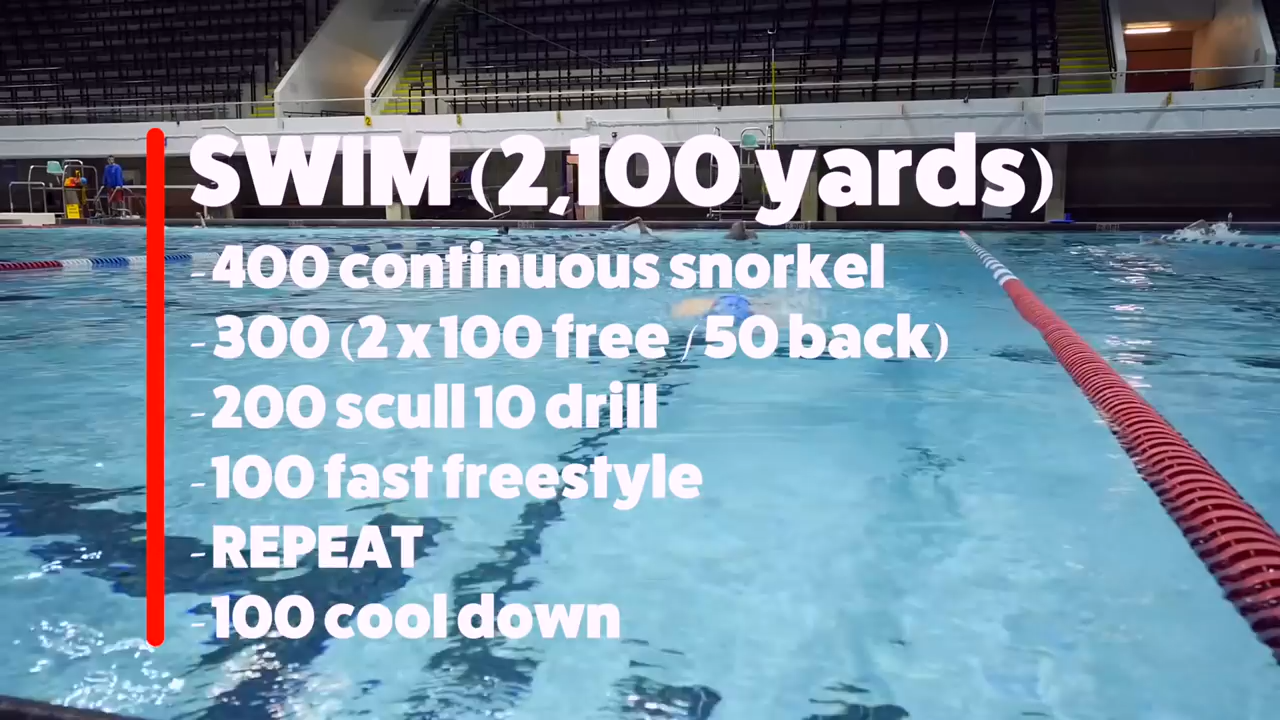 SWIM (2,100 yards)
- 400 continuous snorkel
- 300 (2 x 100 free / 50 back)
- 200 scull 10 drill
- 100 fast freestyle
- REPEAT
- 100 cool down